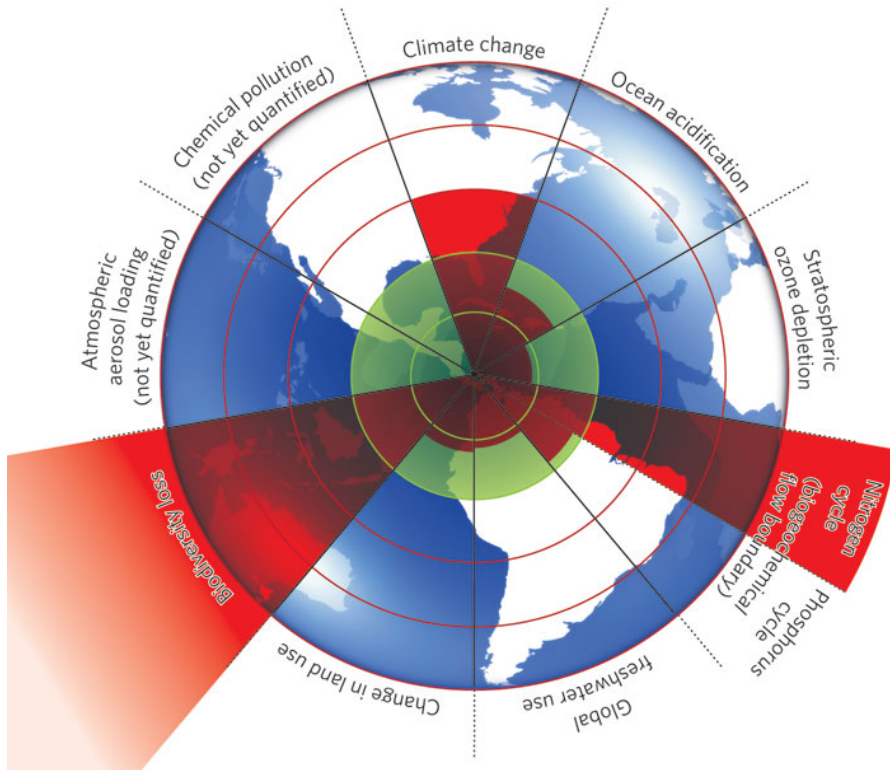 Climate change
Ocean acidification
Stratospheric
ozone depletion
Nitrogen
cycle
(biogeochemical
flow boundary)
Phosphorus
cycle
Global
freshwater use
Change in land use
Biodiversity loss
Atmospheric
aerosol loading
(not yet quantified)
Chemical pollution
(not yet quantified)